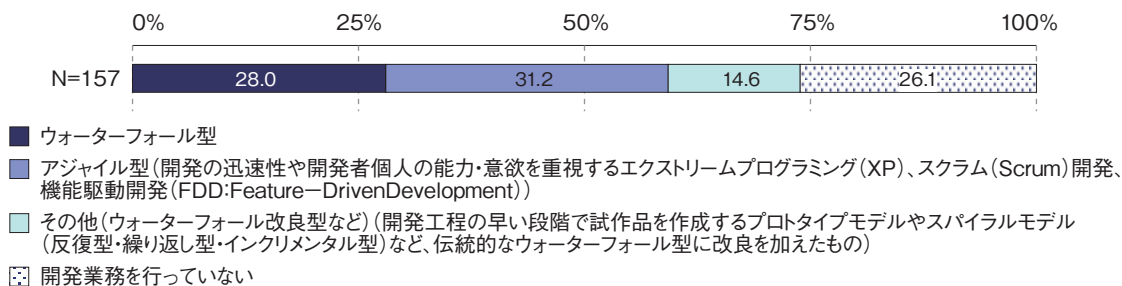 0% 25% 50% 75% 100%
N=157 28.0 31.2 14.6 26.1
ウォーターフォール型
アジャイル型(開発の迅速性や開発者個人の能力・意欲を重視するエクストリームプログラミング(XP)、スクラム(Scrum)開発、
機能駆動開発(FDD:Feature－DrivenDevelopment))
その他(ウォーターフォール改良型など)(開発工程の早い段階で試作品を作成するプロトタイプモデルやスパイラルモデル
(反復型・繰り返し型・インクリメンタル型)など、伝統的なウォーターフォール型に改良を加えたもの)
開発業務を行っていない